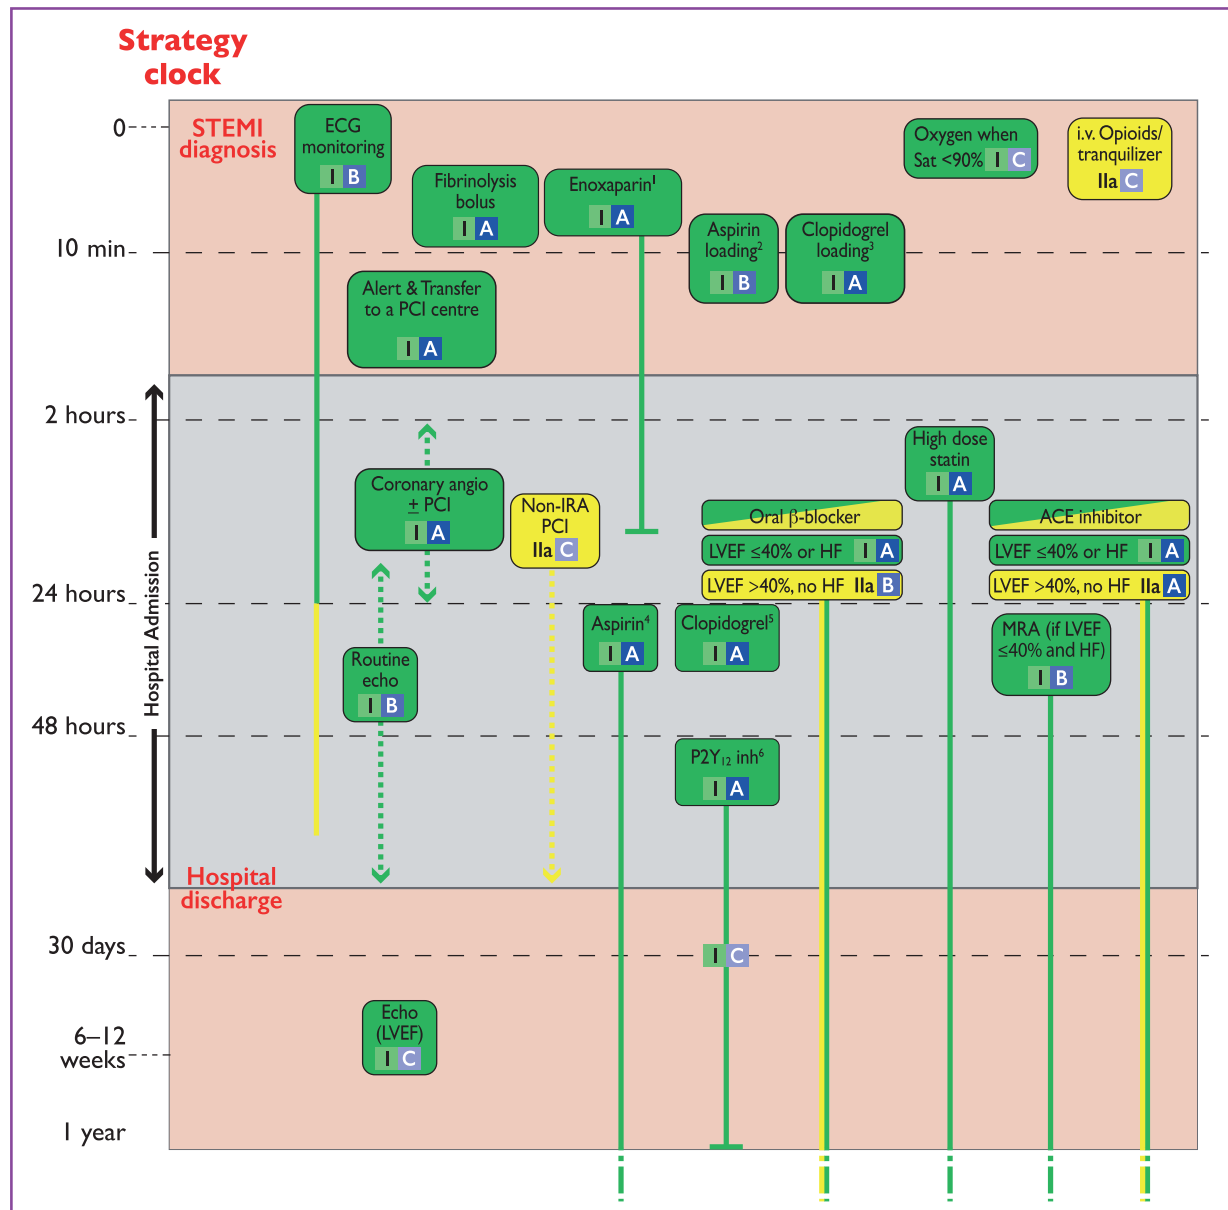 Strategy
clock
0
STEMI
diagnosis
ECG
monitoring
I B
Fibrinolysis
bolus
I A
Enoxaparin¹
I A
Aspirin
loading²
I B
Clopidogrel
loading³
I A
Oxygen when
Sat <90% I C
i.v. Opioids/
tranquilizer
IIa C
10 min
Alert & Transfer
to a PCI centre
I A
Hospital Admission
2 hours
Coronary angio
± PCI
I A
Non-IRA
PCI
IIa C
High dose
statin
I A
Oral β-blocker
LVEF ≤40% or HF I A
LVEF >40%, no HF IIa B
ACE inhibitor
LVEF ≤40% or HF I A
LVEF >40%, no HF IIa A
24 hours
Routine
echo
I B
Aspirin⁴
I A
Clopidogrel⁵
I A
MRA (if LVEF
≤40% and HF)
I B
48 hours
P2Y₁₂ inh⁶
I A
Hospital
discharge
30 days
I C
6–12
weeks
Echo
(LVEF)
I C
1 year